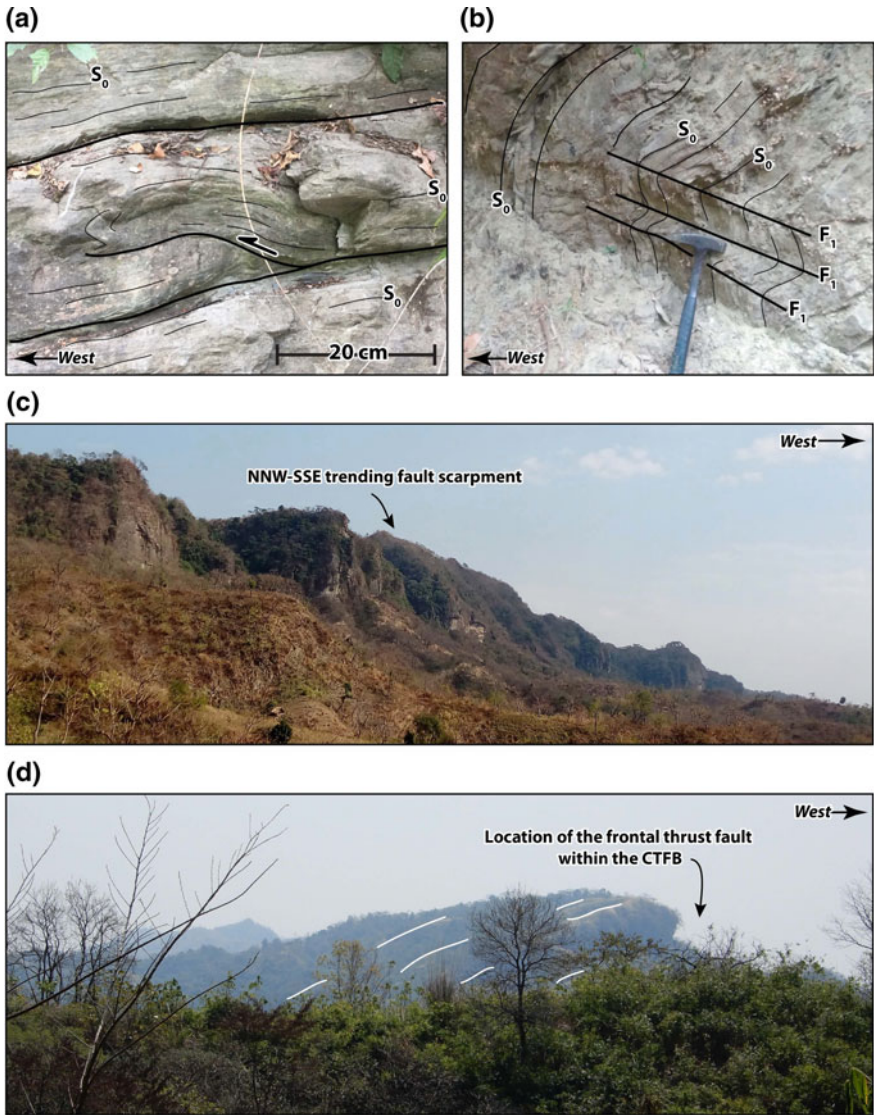 (a)
S₀
S₀
S₀
West
20 cm
(b)
S₀
S₀
S₀
F₁
F₁
F₁
West
(c)
West
NNW-SSE trending fault scarpment
(d)
West
Location of the frontal thrust fault
within the CTFB